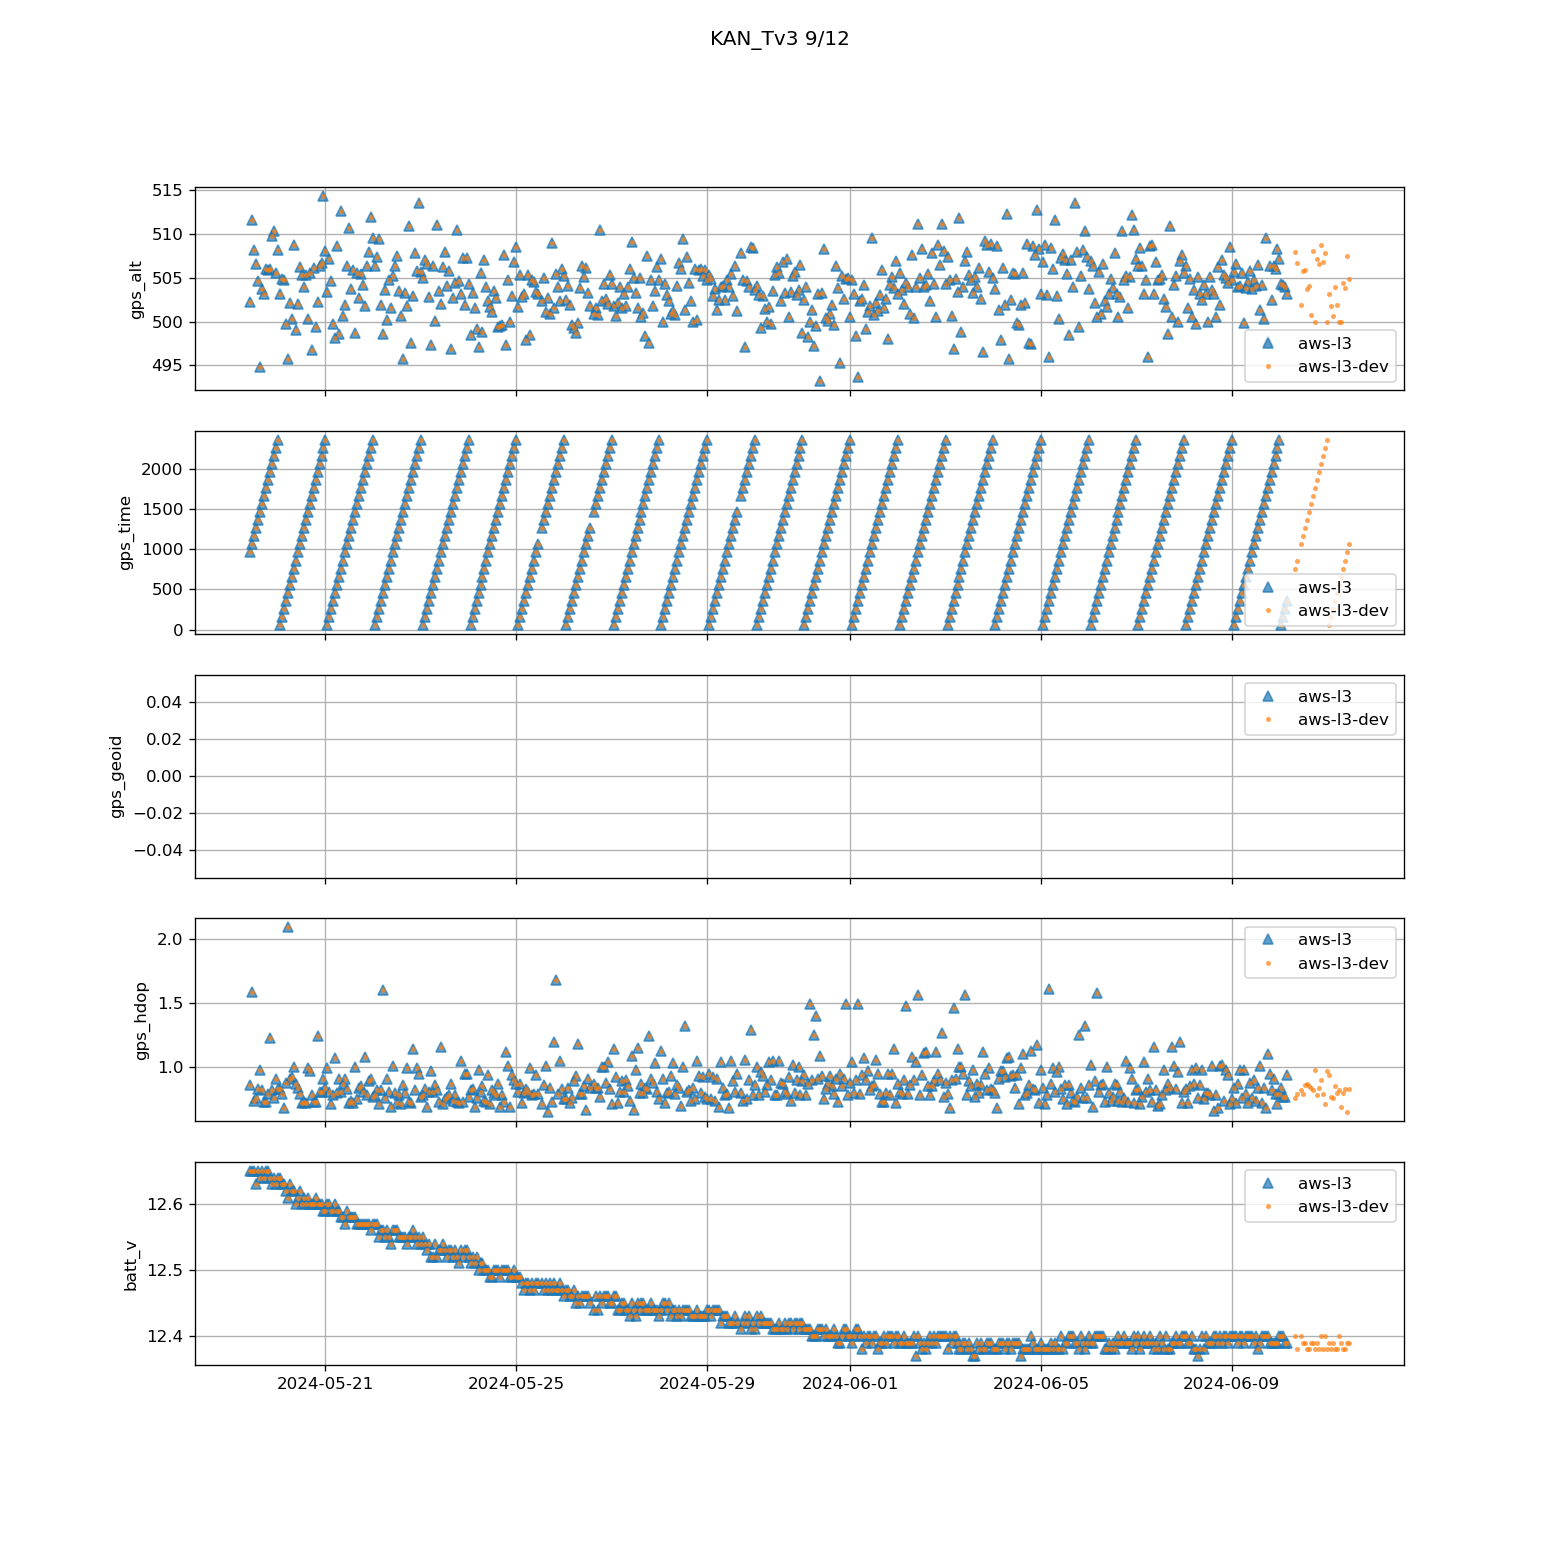 KAN_Tv3 9/12
515
510
505
500
495
gps_alt
aws-l3
aws-l3-dev
2000
1500
1000
500
0
gps_time
aws-l3
aws-l3-dev
0.04
0.02
0.00
−0.02
−0.04
gps_geoid
aws-l3
aws-l3-dev
2.0
1.5
1.0
gps_hdop
aws-l3
aws-l3-dev
12.6
12.5
12.4
batt_v
aws-l3
aws-l3-dev
2024-05-21 2024-05-25 2024-05-29 2024-06-01 2024-06-05 2024-06-09